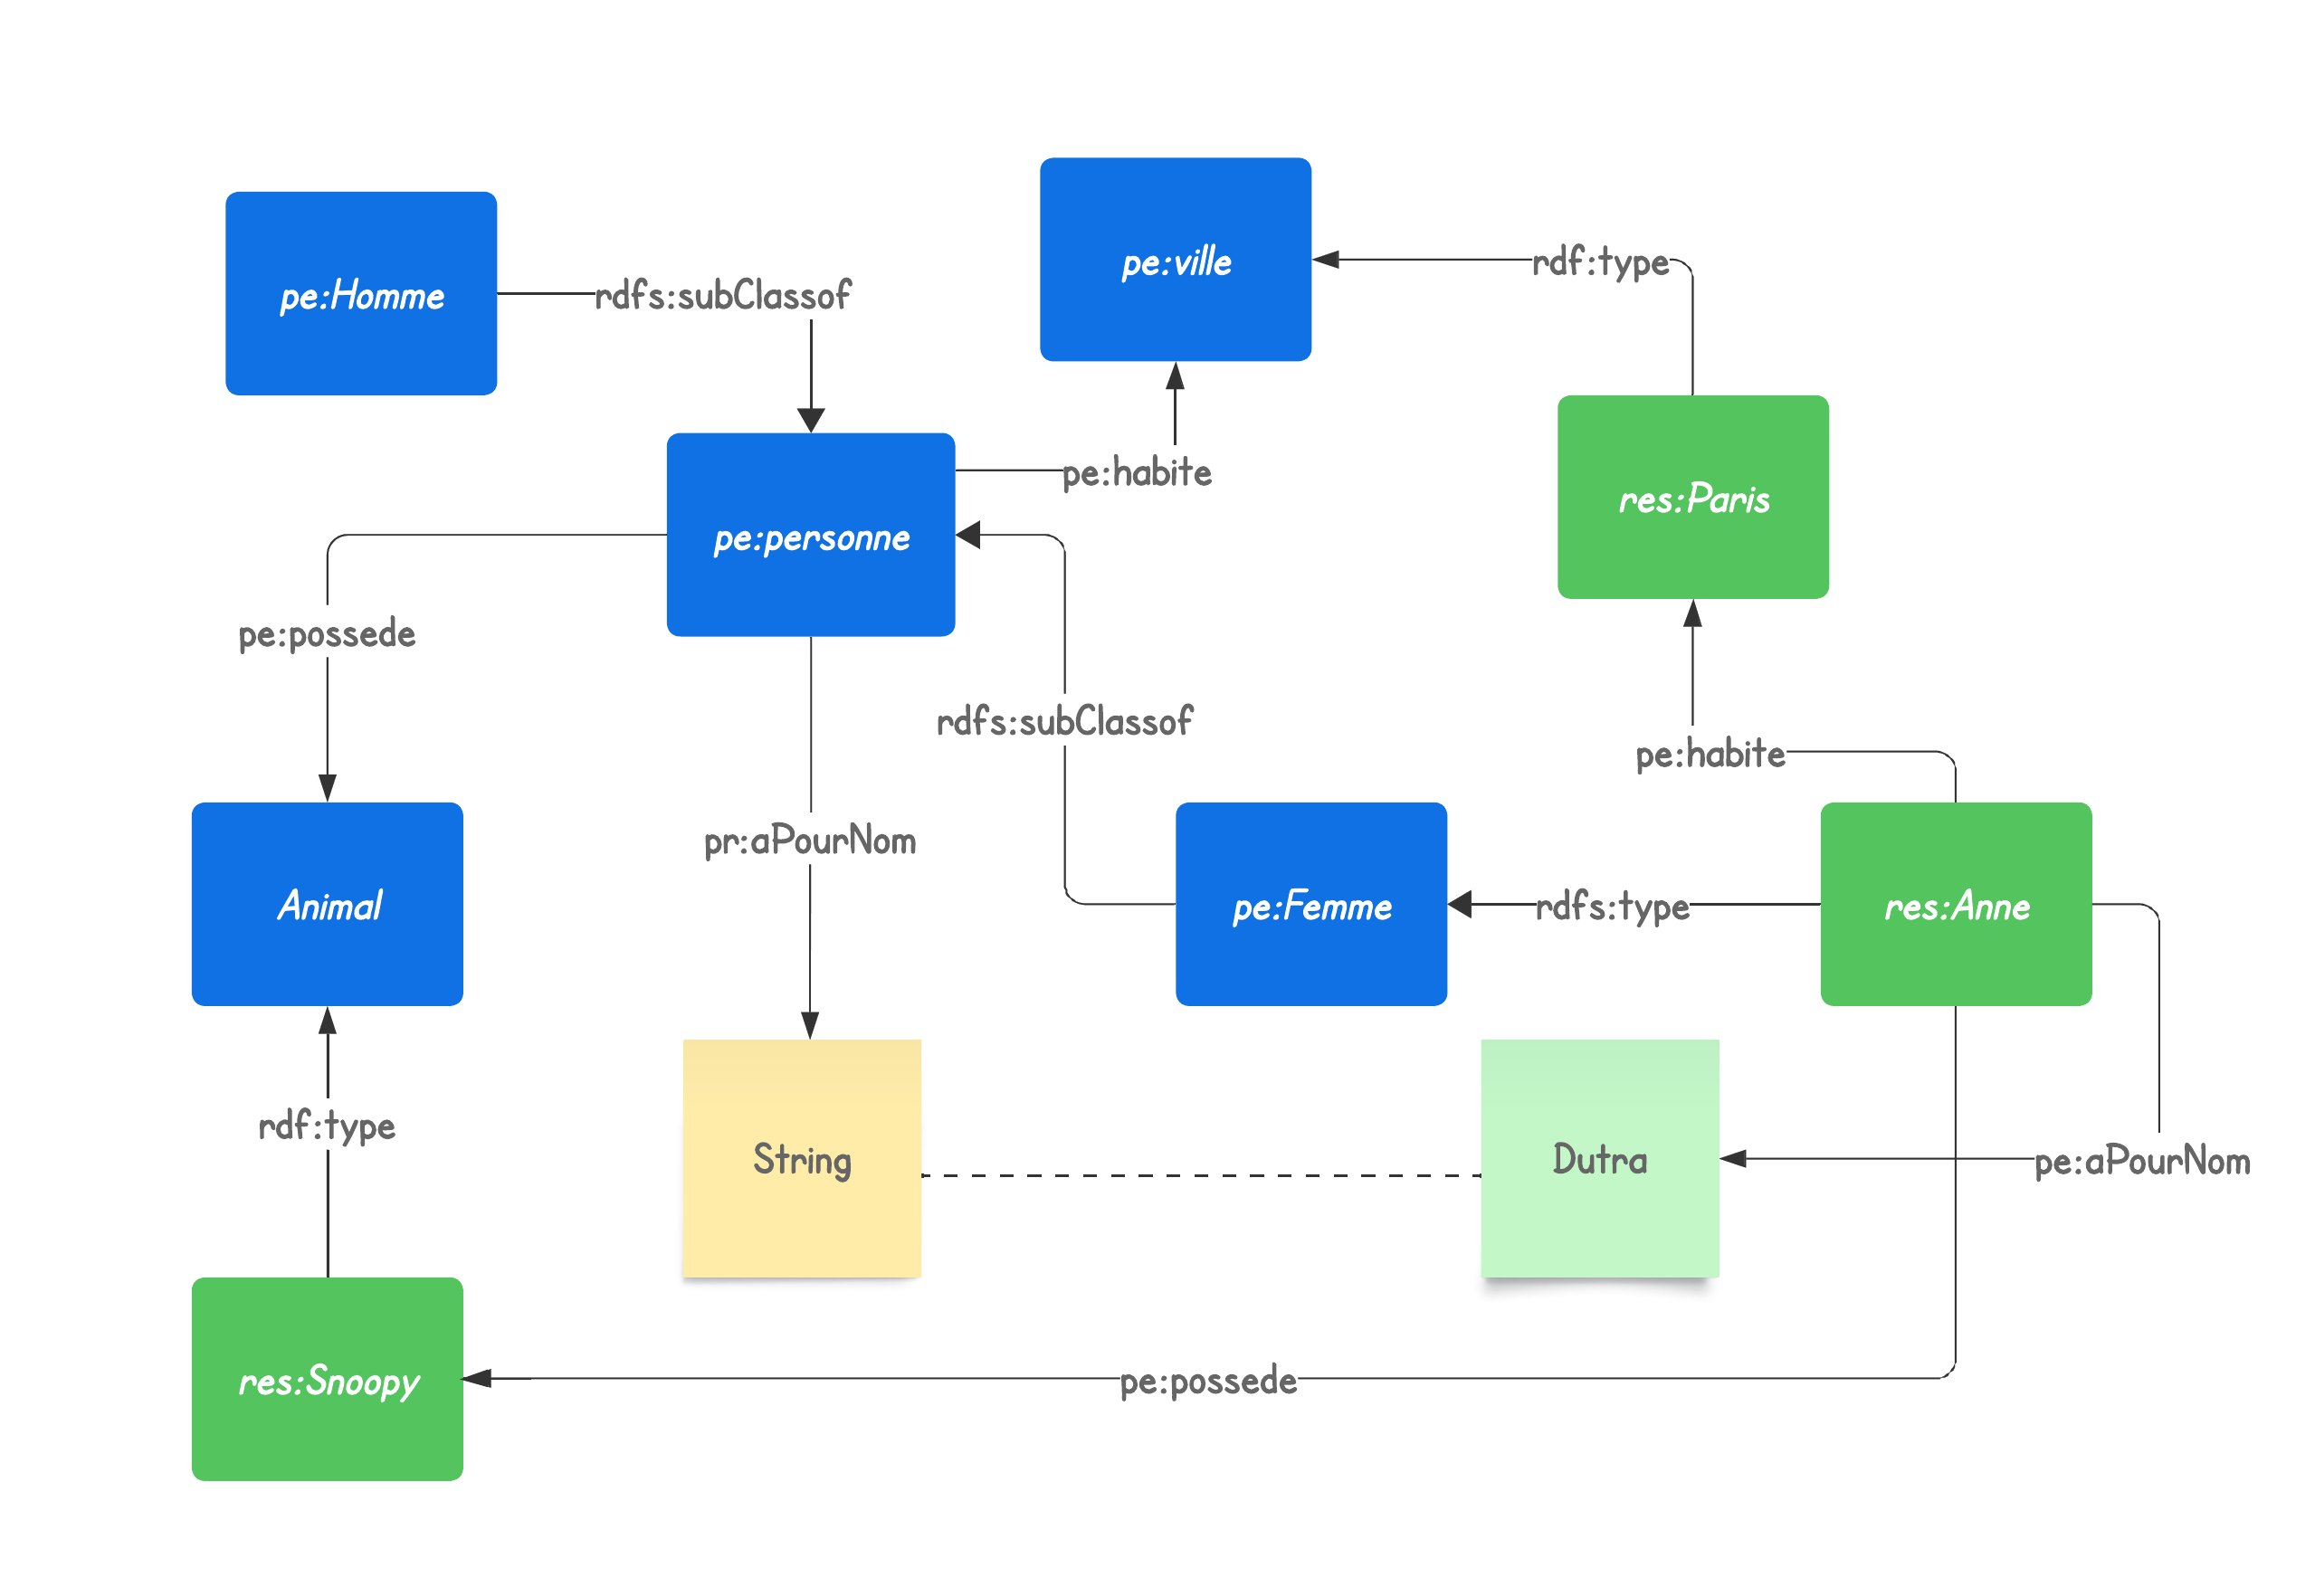 pe:Homme
rdfs:subClassof
pe:ville
rdf:type
pe:personne
pe:habite
res:Paris
pe:possede
rdfs:subClassof
pe:habite
pr:aPourNom
Animal
pe:Femme
rdfs:type
res:Ann
rdf:type
String
Dutra
pe:aPourNom
res:Snoopy
pe:possede